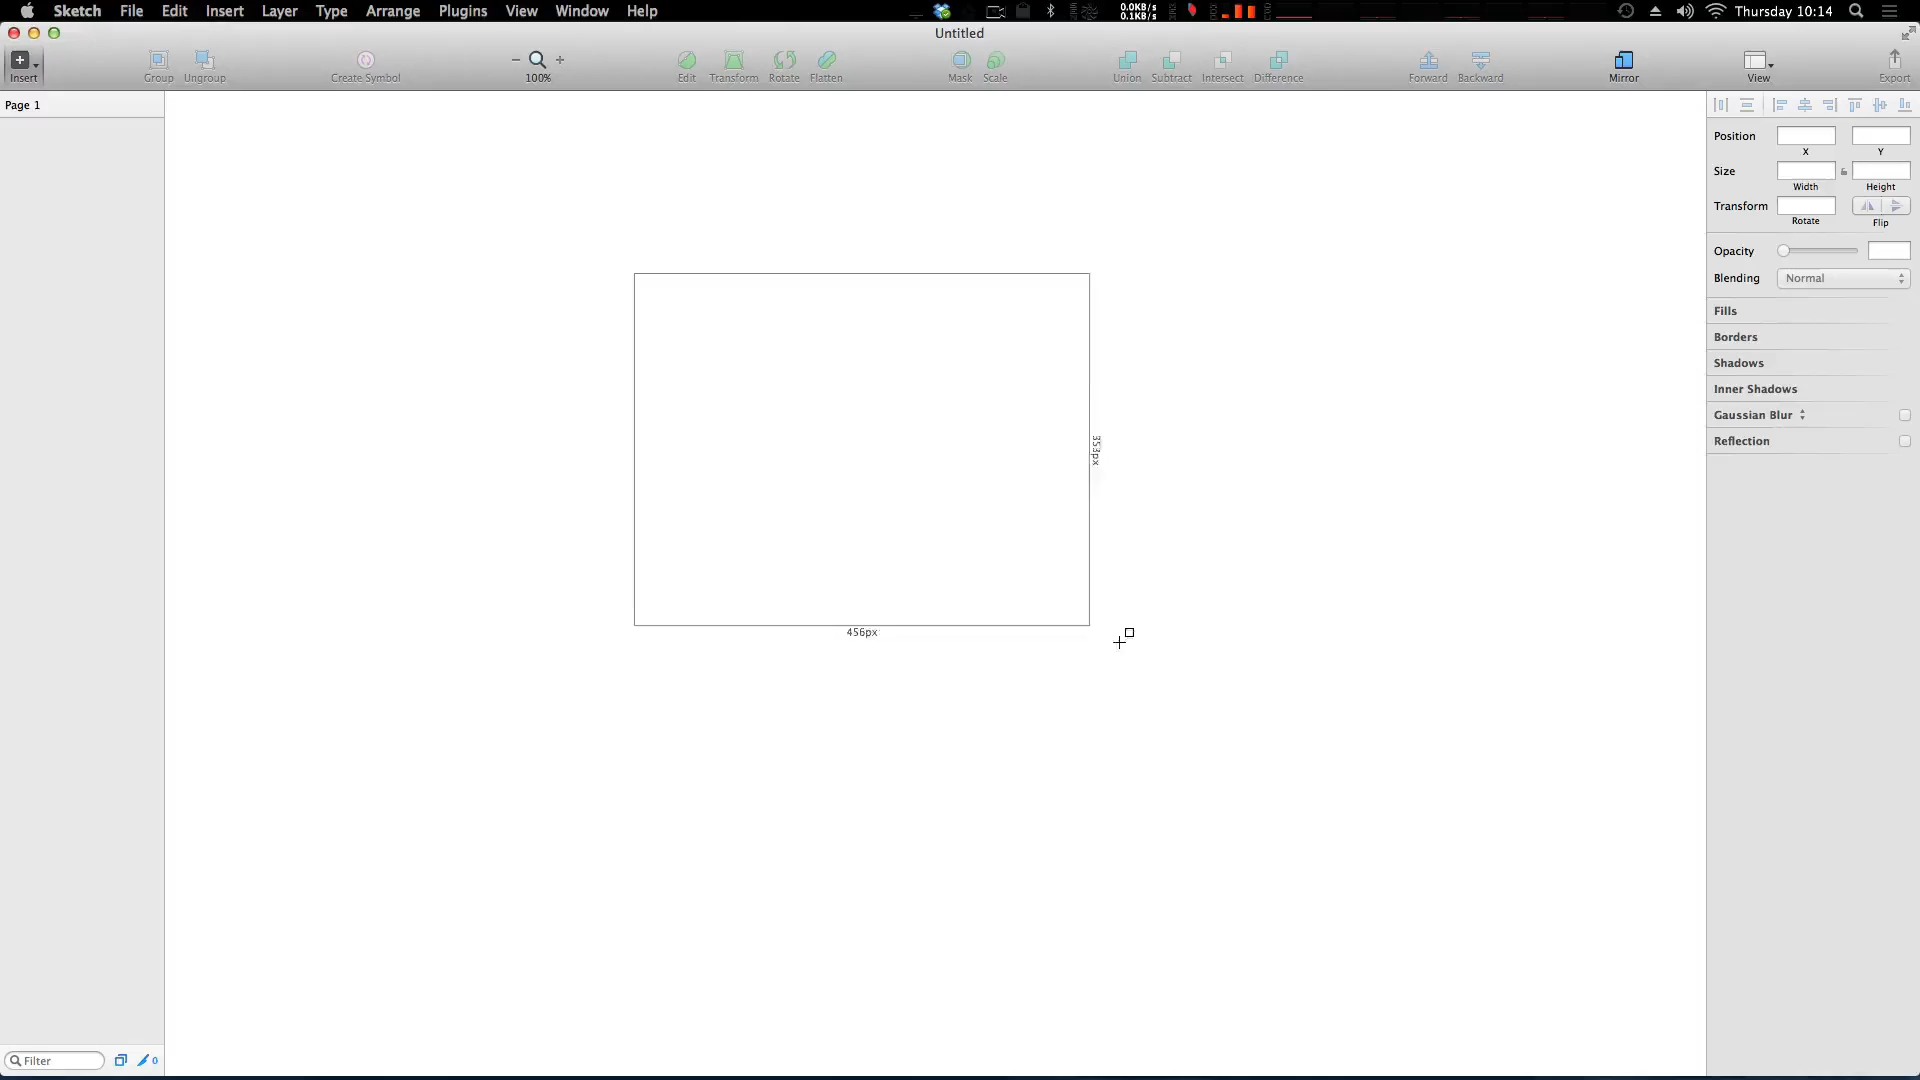 Sketch File Edit Insert Layer Type Arrange Plugins View Window Help 0.0KB/s Thursday 10:14
0.1KB/s
Untitled
Insert Group Ungroup Create Symbol 100% Edit Transform Rotate Flatten Mask Scale Union Subtract Intersect Difference Forward Backward Mirror View Export
Page 1
Position
X Y
Size
Width Height
Transform
Rotate Flip
Opacity
Blending Normal
Fills
Borders
Shadows
Inner Shadows
Gaussian Blur
Reflection
353px
456px
Filter 0